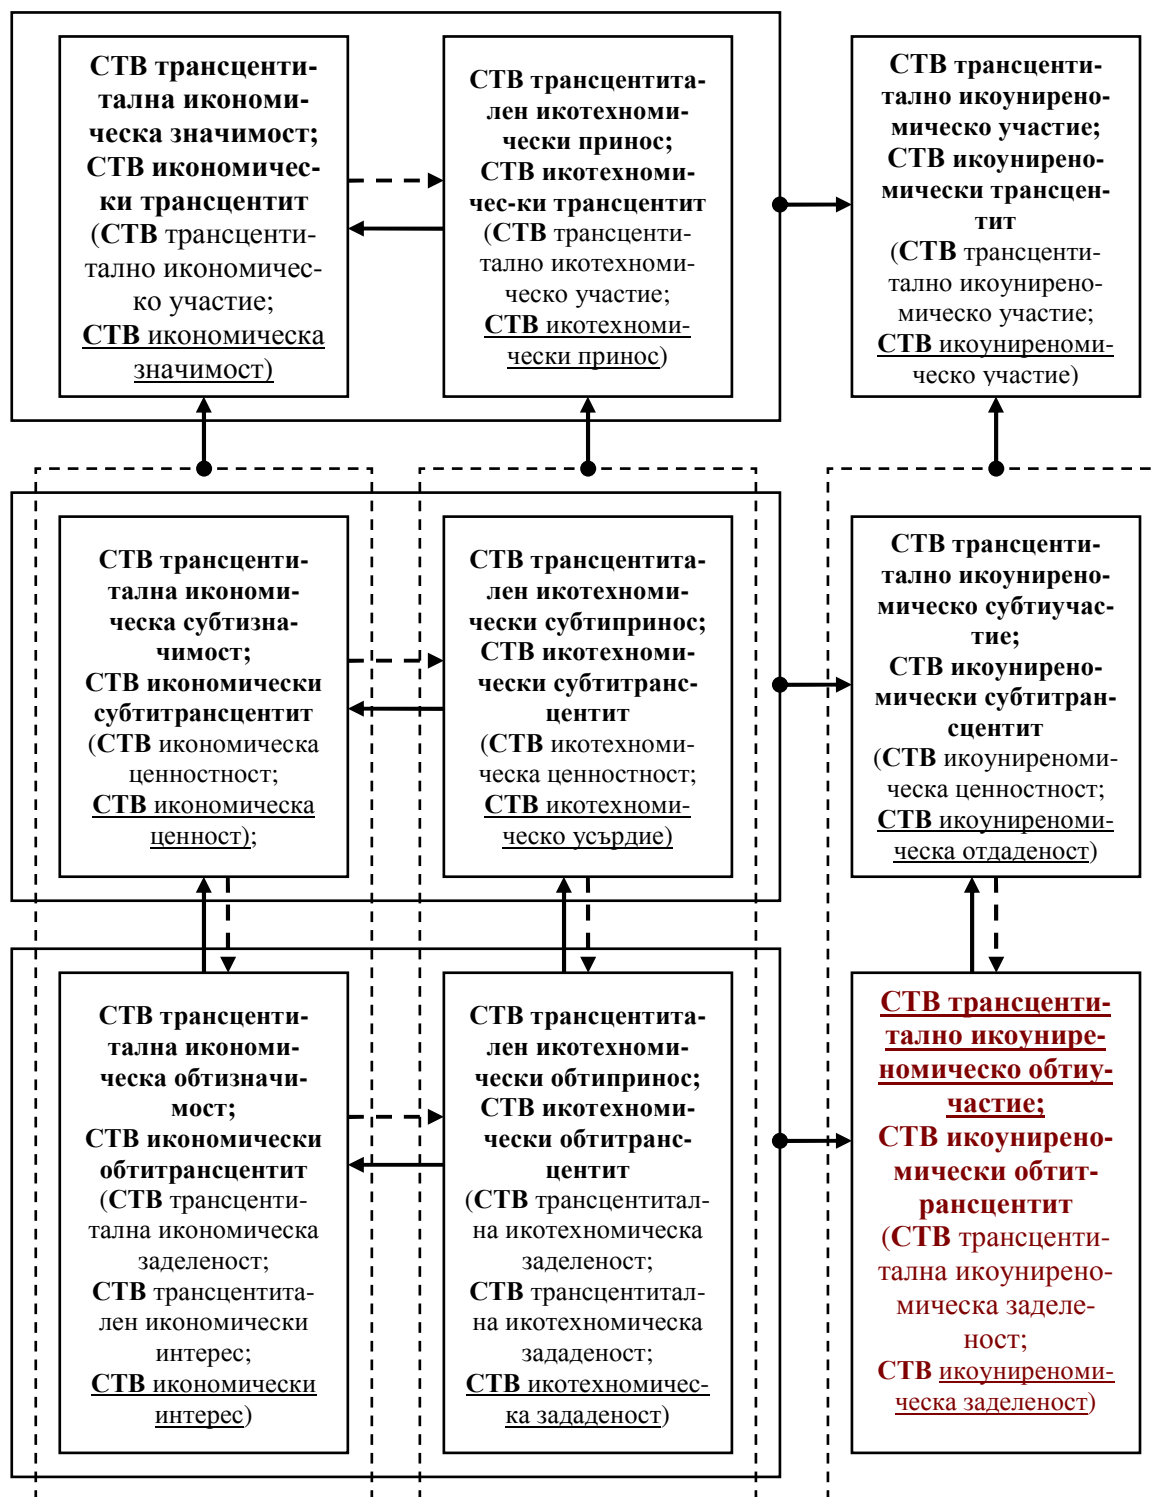 СТВ трансценти-
тална икономи-
ческа значимост;
СТВ икономичес-
ки трансцентит
(СТВ трансценти-
тално икономичес-
ко участие;
СТВ икономическа
значимост)
СТВ трансцентита-
лен икотехноми-
чески принос;
СТВ икотехноми-
чес-ки трансцентит
(СТВ трансценти-
тално икотехноми-
ческо участие;
СТВ икотехноми-
чески принос)
СТВ трансценти-
тално икоунирено-
мическо участие;
СТВ икоунирено-
мически трансцен-
тит
(СТВ трансценти-
тално икоунирено-
мическо участие;
СТВ икоуниреноми-
ческо участие)
СТВ трансценти-
тална икономи-
ческа субтизна-
чимост;
СТВ икономически
субтитрансцентит
(СТВ икономическа
ценностност;
СТВ икономическа
ценност);
СТВ трансцентита-
лен икотехноми-
чески субтипринос;
СТВ икотехноми-
чески субтитранс-
центит
(СТВ икотехноми-
ческа ценностност;
СТВ икотехноми-
ческо усърдие)
СТВ трансценти-
тално икоунирено-
мическо субтиучас-
тие;
СТВ икоунирено-
мически субтитран-
сцентит
(СТВ икоуниреноми-
ческа ценностност;
СТВ икоуниреноми-
ческа отдаденост)
СТВ трансценти-
тална икономи-
ческа обтизначи-
мост;
СТВ икономически
обтитрансцентит
(СТВ трансценти-
тална икономическа
заделеност;
СТВ трансцентита-
лен икономически
интерес;
СТВ икономически
интерес)
СТВ трансцентита-
лен икотехноми-
чески обтипринос;
СТВ икотехноми-
чески обтитранс-
центит
(СТВ трансцентитал-
на икотехномическа
заделеност;
СТВ трансцентитал-
на икотехномическа
зададеност;
СТВ икотехномичес-
ка зададеност)
СТВ трансценти-
тално икоунире-
номическо обтиу-
частие;
СТВ икоунирено-
мически обтит-
рансцентит
(СТВ трансценти-
тална икоунирено-
мическа заделе-
ност;
СТВ икоуниреноми-
ческа заделеност)